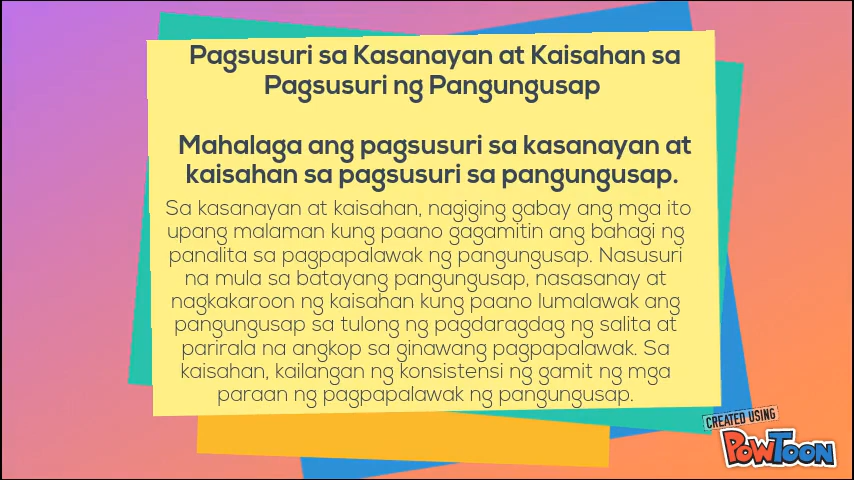 Pagsusuri sa Kasanayan at Kaisahan sa
Pagsusuri ng Pangungusap
Mahalaga ang pagsusuri sa kasanayan at
kaisahan sa pagsusuri sa pangungusap.
Sa kasanayan at kaisahan, nagiging gabay ang mga ito
upang malaman kung paano gagamitin ang bahagi ng
panalita sa pagpapalawak ng pangungusap. Nasusuri
na mula sa batayang pangungusap, nasasanay at
nagkakaroon ng kaisahan kung paano lumalawak ang
pangungusap sa tulong ng pagdaragdag ng salita at
parirala na angkop sa ginawang pagpapalawak. Sa
kaisahan, kailangan ng konsistensi ng gamit ng mga
paraan ng pagpapalawak ng pangungusap.
CREATED USING
POWTOON